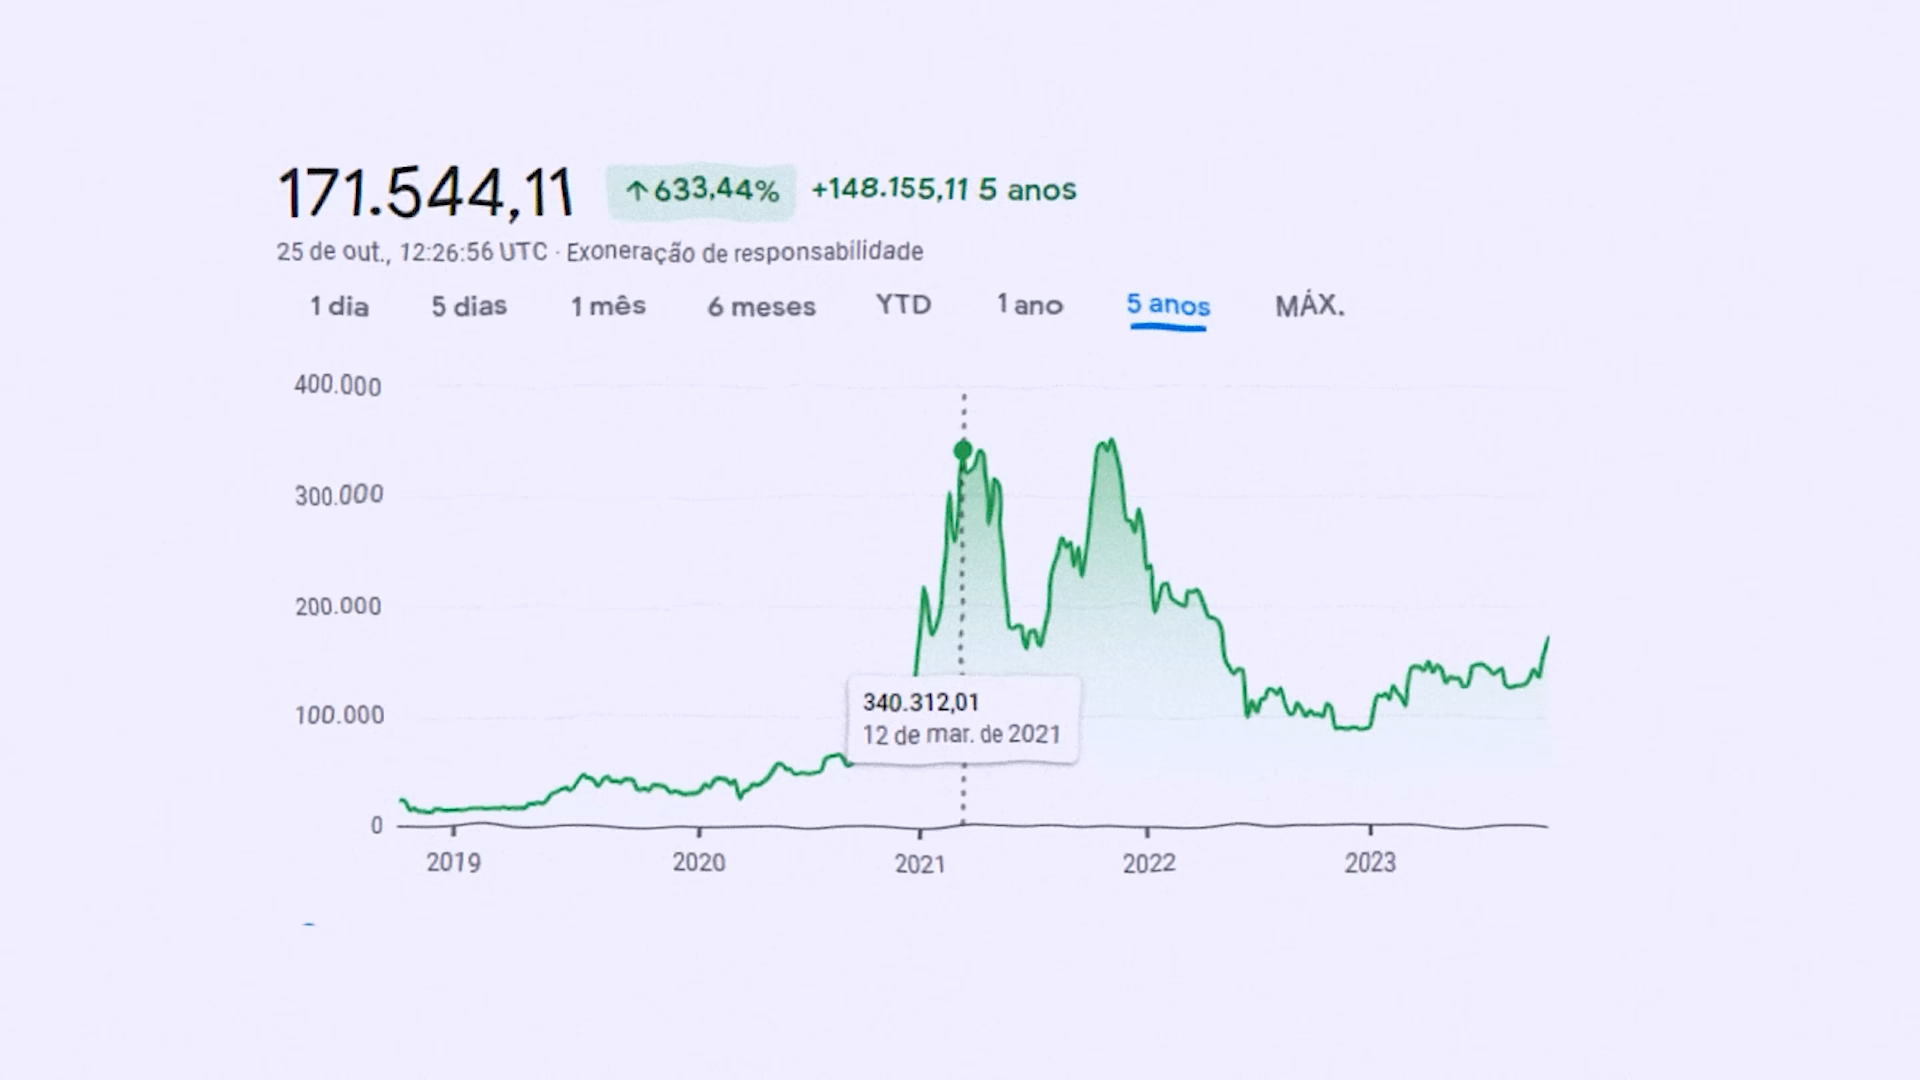 171.544,11 ↑633,44% +148.155,11 5 anos
25 de out., 12:26:56 UTC · Exoneração de responsabilidade
1 dia 5 dias 1 mês 6 meses YTD 1 ano 5 anos MÁX.
400.000
300.000
200.000
100.000
340.312,01
12 de mar. de 2021
0
2019 2020 2021 2022 2023